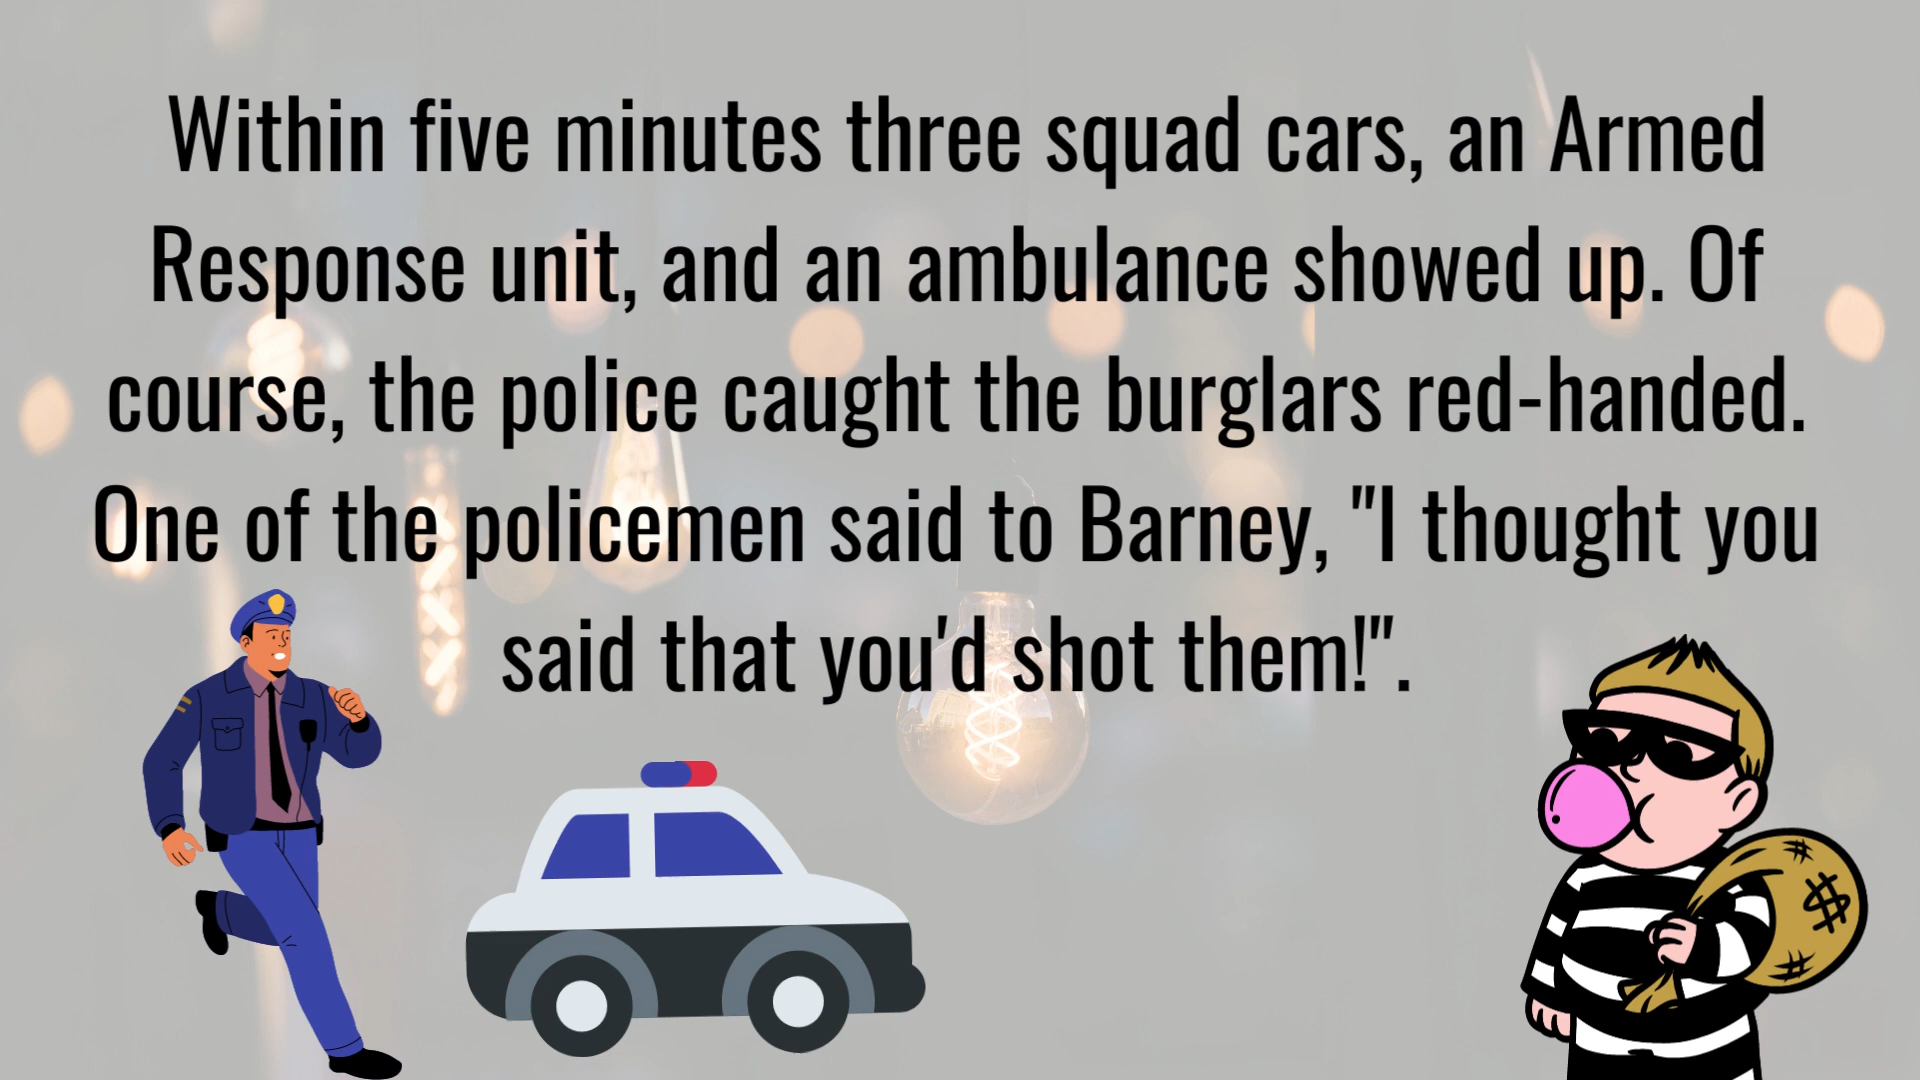 Within five minutes three squad cars, an Armed
Response unit, and an ambulance showed up. Of
course, the police caught the burglars red-handed.
One of the policemen said to Barney, "I thought you
said that you'd shot them!".
$